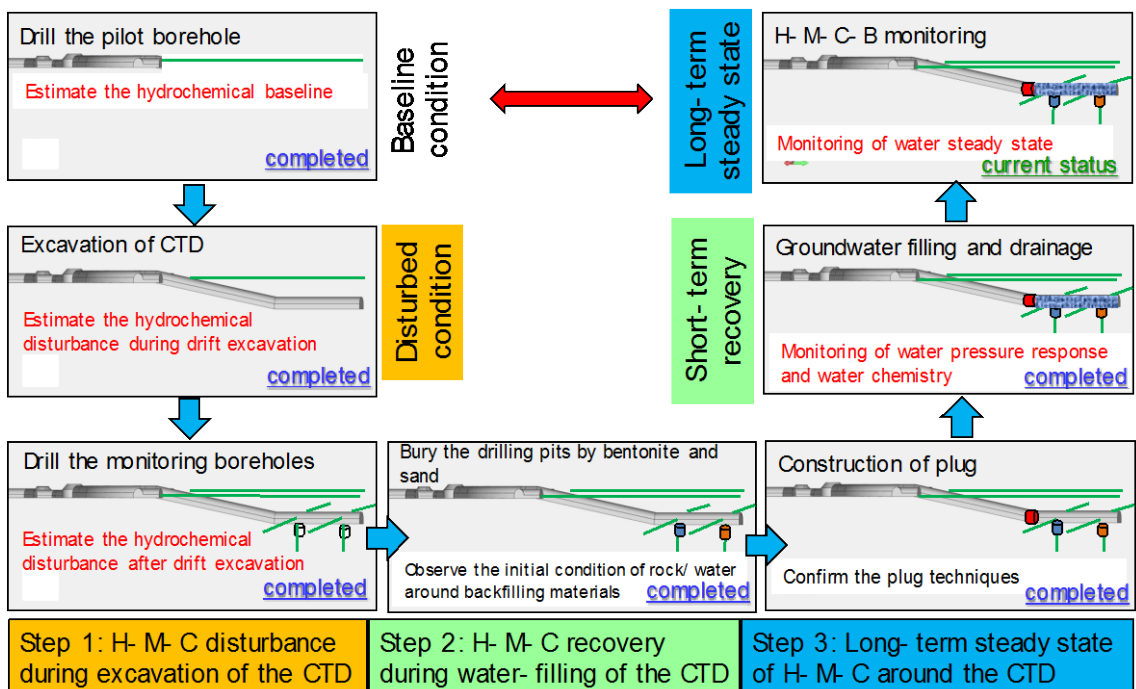 Drill the pilot borehole
Estimate the hydrochemical baseline
completed
Baseline
condition
Long- term
steady state
H- M- C- B monitoring
Monitoring of water steady state
current status
Excavation of CTD
Estimate the hydrochemical
disturbance during drift excavation
completed
Disturbed
condition
Short- term
recovery
Groundwater filling and drainage
Monitoring of water pressure response
and water chemistry
completed
Drill the monitoring boreholes
Estimate the hydrochemical
disturbance after drift excavation
completed
Bury the drilling pits by bentonite and
sand
Observe the initial condition of rock/ water
around backfilling materials
completed
Construction of plug
Confirm the plug techniques
completed
Step 1: H- M- C disturbance
during excavation of the CTD
Step 2: H- M- C recovery
during water- filling of the CTD
Step 3: Long- term steady state
of H- M- C around the CTD